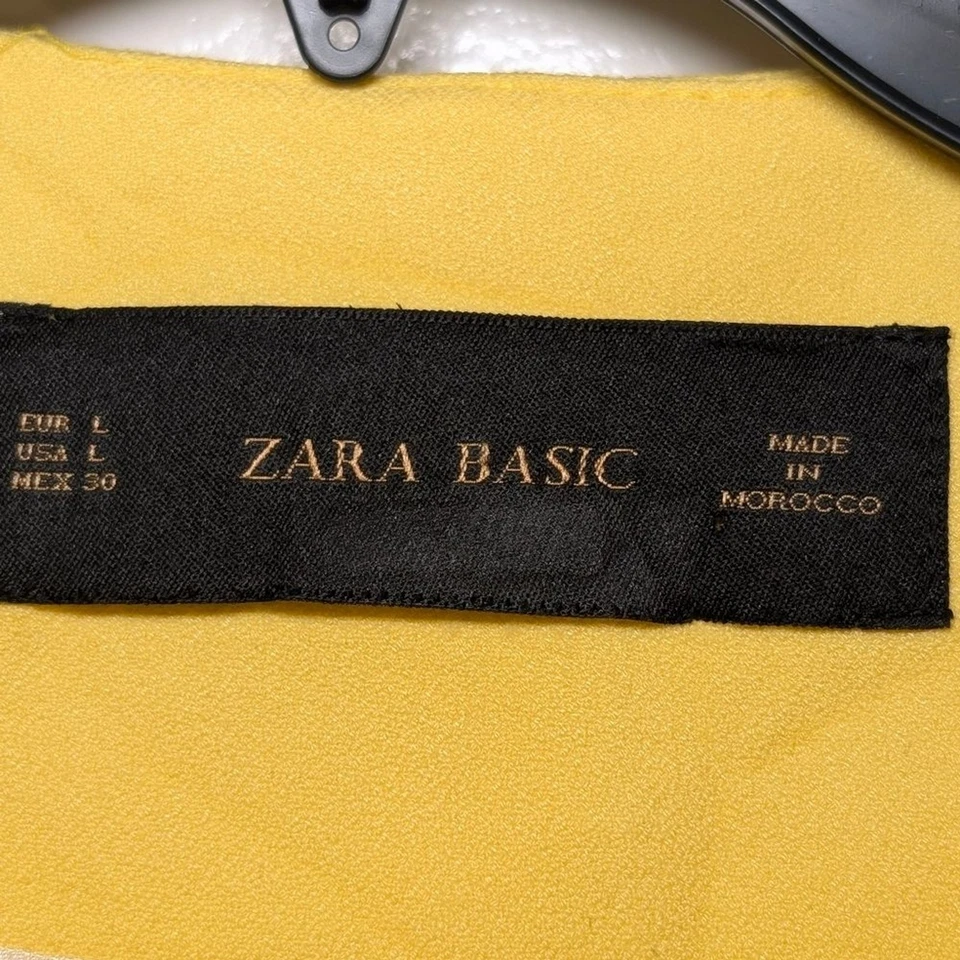 EUR L
USA L
MEX 30
ZARA BASIC
MADE
IN
MOROCCO